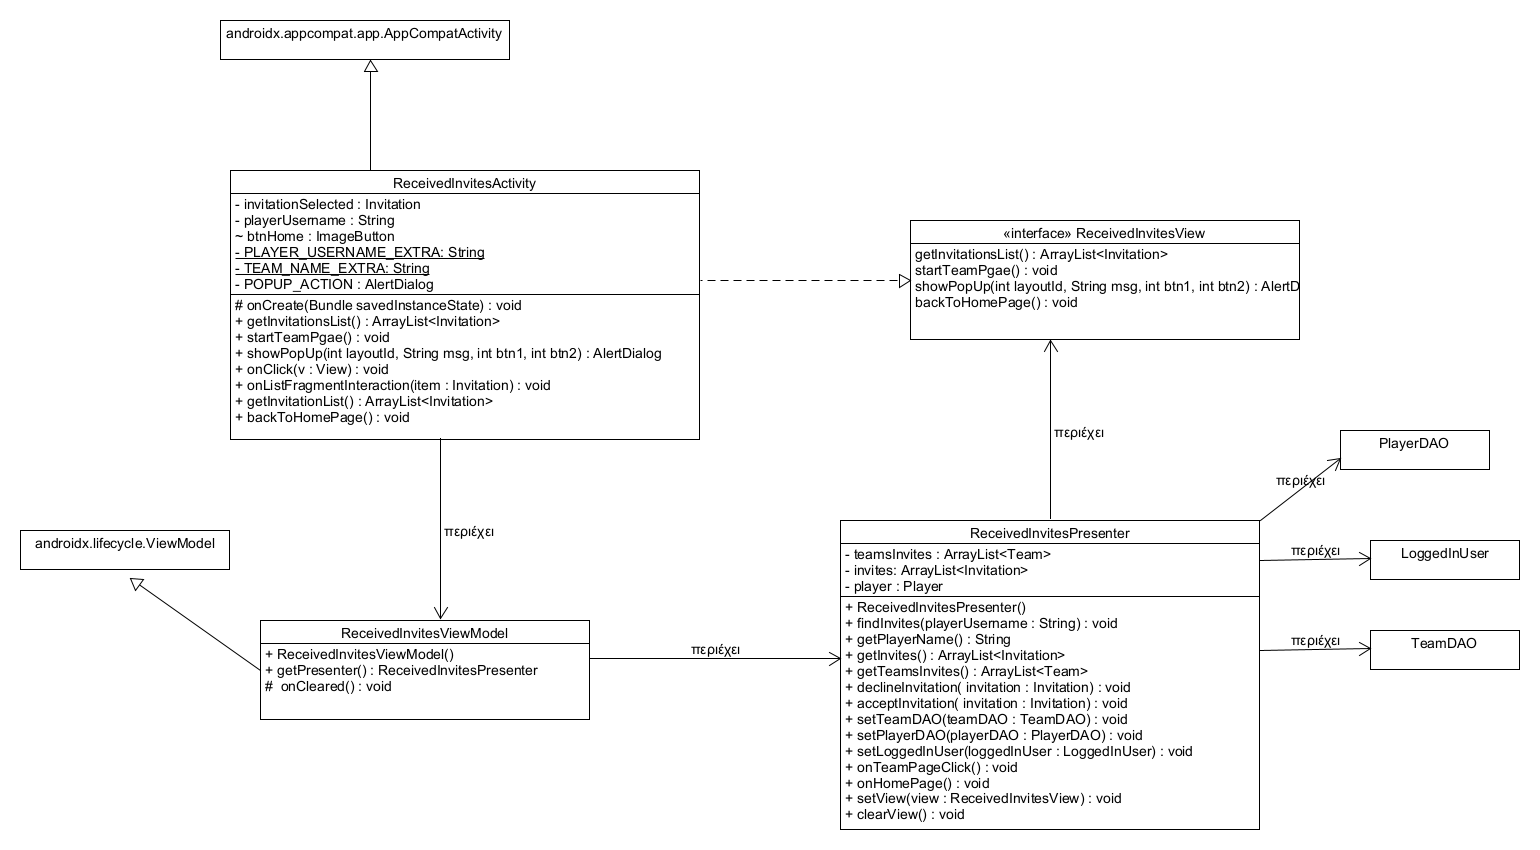 androidx.appcompat.app.AppCompatActivity
ReceivedInvitesActivity
- invitationSelected : Invitation
- playerUsername : String
~ btnHome : ImageButton
- PLAYER_USERNAME_EXTRA: String
- TEAM_NAME_EXTRA: String
- POPUP_ACTION : AlertDialog
# onCreate(Bundle savedInstanceState) : void
+ getInvitationsList() : ArrayList<Invitation>
+ startTeamPgae() : void
+ showPopUp(int layoutId, String msg, int btn1, int btn2) : AlertDialog
+ onClick(v : View) : void
+ onListFragmentInteraction(item : Invitation) : void
+ getInvitationList() : ArrayList<Invitation>
+ backToHomePage() : void
«interface» ReceivedInvitesView
getInvitationsList() : ArrayList<Invitation>
startTeamPgae() : void
showPopUp(int layoutId, String msg, int btn1, int btn2) : AlertD
backToHomePage() : void
περιέχει
περιέχει
PlayerDAO
περιέχει
androidx.lifecycle.ViewModel
ReceivedInvitesViewModel
+ ReceivedInvitesViewModel()
+ getPresenter() : ReceivedInvitesPresenter
# onCleared() : void
περιέχει
ReceivedInvitesPresenter
- teamsInvites : ArrayList<Team>
- invites: ArrayList<Invitation>
- player : Player
+ ReceivedInvitesPresenter()
+ findInvites(playerUsername : String) : void
+ getPlayerName() : String
+ getInvites() : ArrayList<Invitation>
+ getTeamsInvites() : ArrayList<Team>
+ declineInvitation( invitation : Invitation) : void
+ acceptInvitation( invitation : Invitation) : void
+ setTeamDAO(teamDAO : TeamDAO) : void
+ setPlayerDAO(playerDAO : PlayerDAO) : void
+ setLoggedInUser(loggedInUser : LoggedInUser) : void
+ onTeamPageClick() : void
+ onHomePage() : void
+ setView(view : ReceivedInvitesView) : void
+ clearView() : void
περιέχει
LoggedInUser
περιέχει
TeamDAO